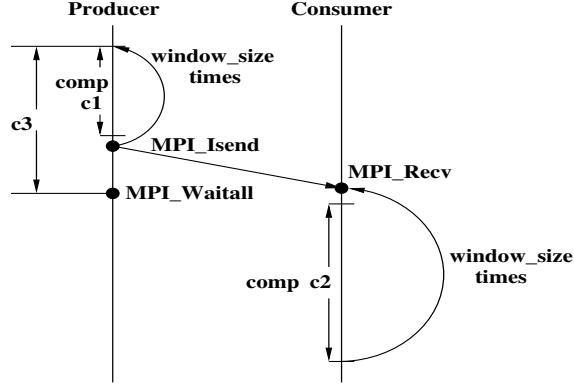 Producer
Consumer
window_size
times
comp
c1
c3
MPI_Isend
MPI_Recv
MPI_Waitall
comp c2
window_size
times